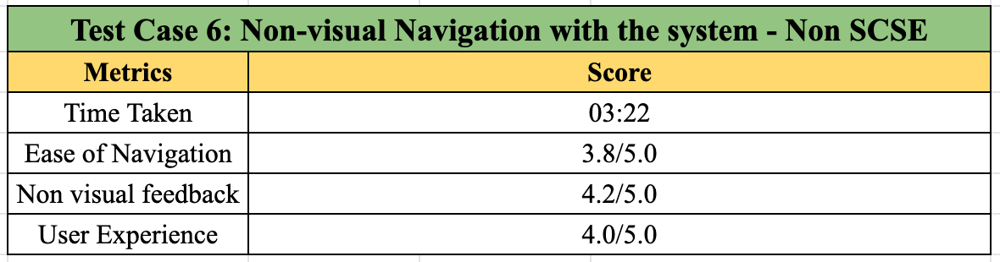 Test Case 6: Non-visual Navigation with the system - Non SCSE
Metrics Score
Time Taken 03:22
Ease of Navigation 3.8/5.0
Non visual feedback 4.2/5.0
User Experience 4.0/5.0